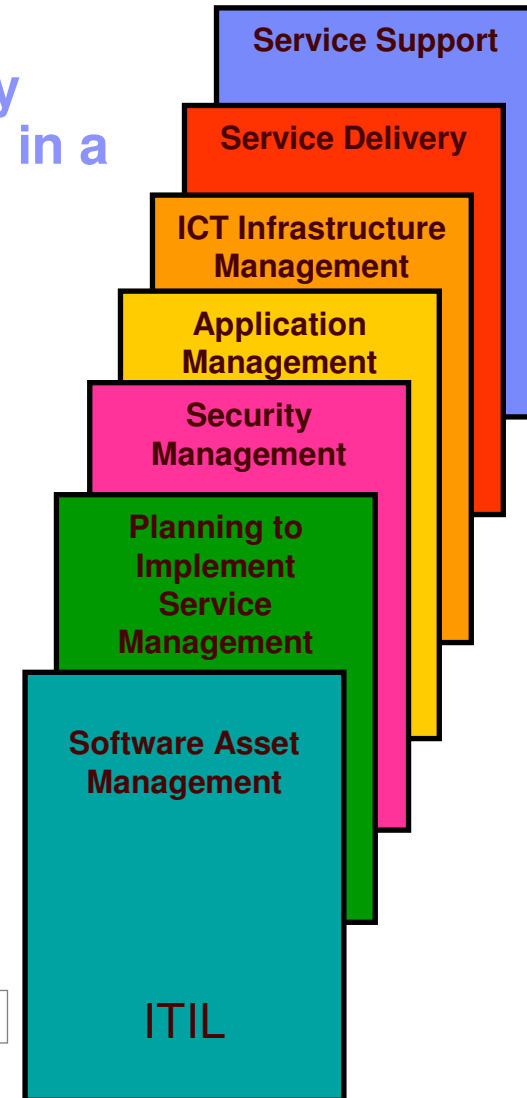 y
in a
Service Support
Service Delivery
ICT Infrastructure
Management
Application
Management
Security
Management
Planning to
Implement
Service
Management
Software Asset
Management
ITIL